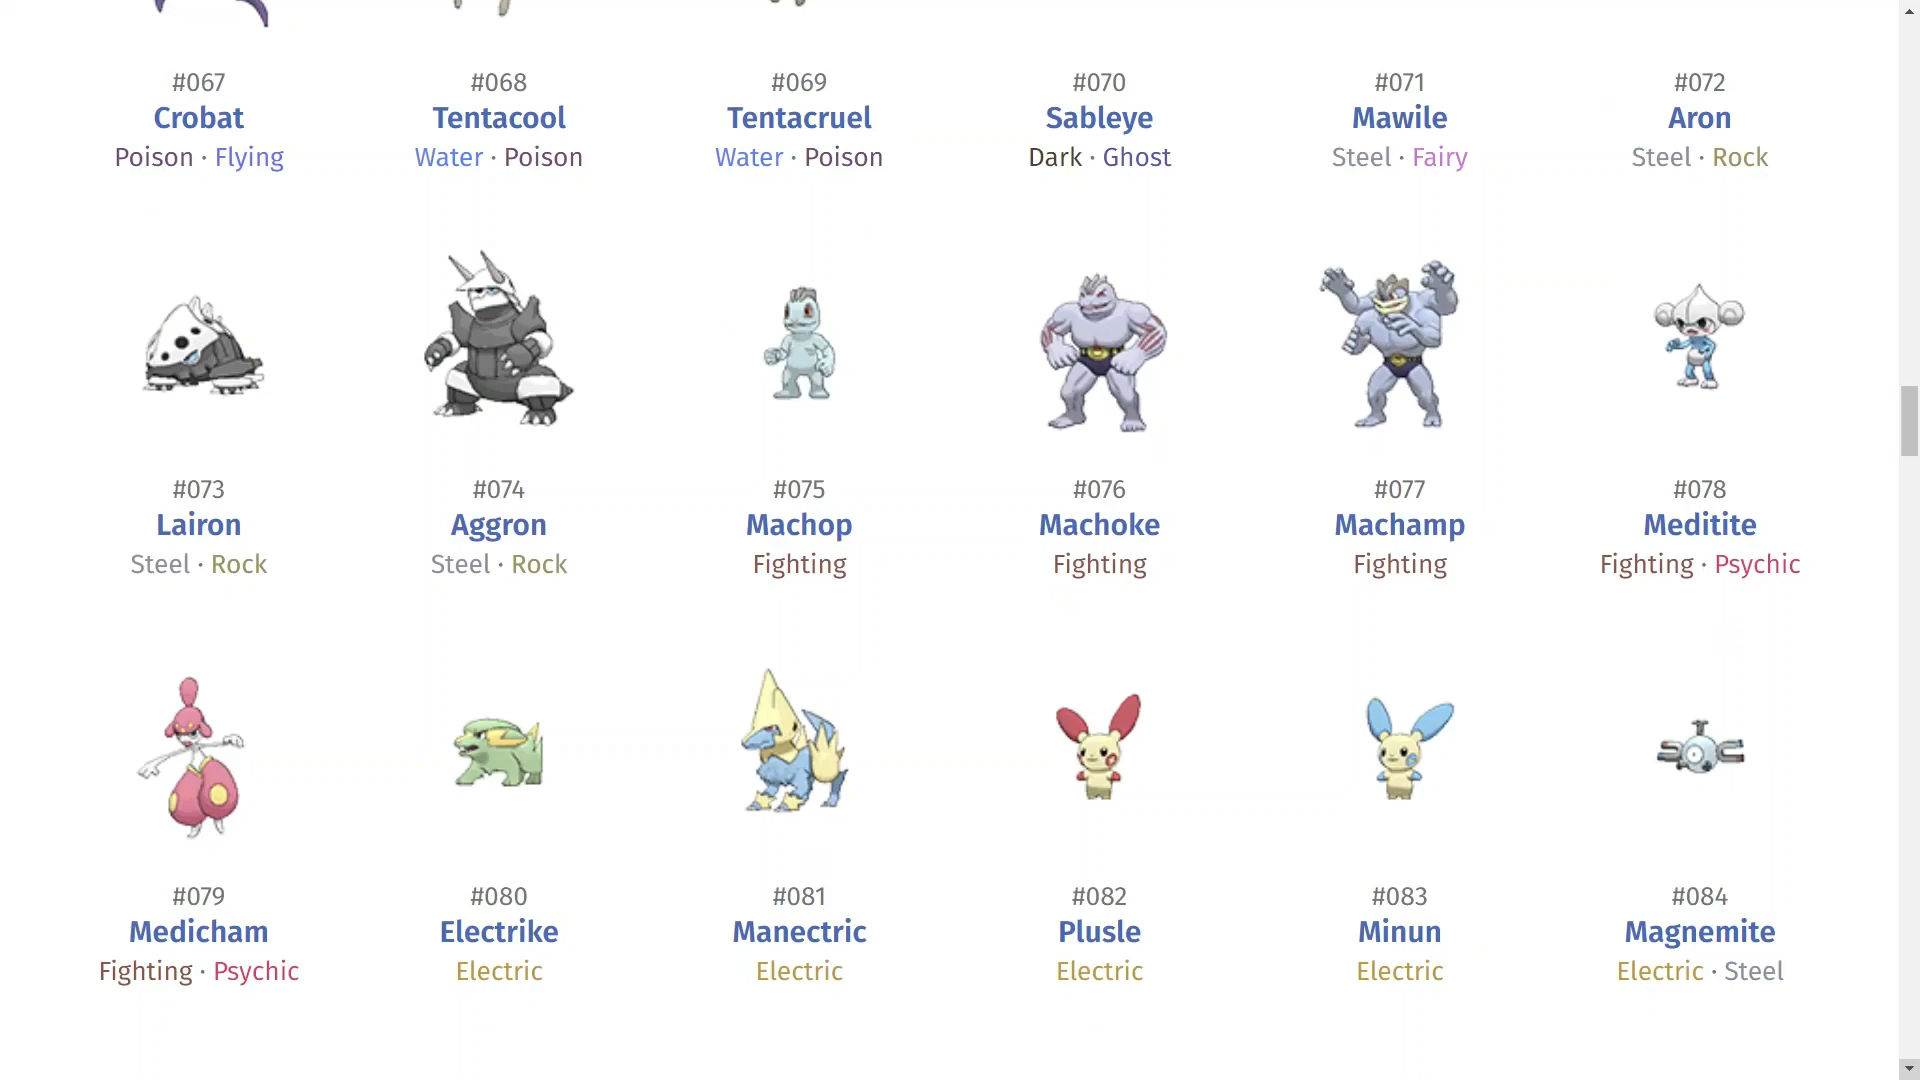 #067 #068 #069 #070 #071 #072
Crobat Tentacool Tentacruel Sableye Mawile Aron
Poison · Flying Water · Poison Water · Poison Dark · Ghost Steel · Fairy Steel · Rock
#073 #074 #075 #076 #077 #078
Lairon Aggron Machop Machoke Machamp Meditite
Steel · Rock Steel · Rock Fighting Fighting Fighting Fighting · Psychic
#079 #080 #081 #082 #083 #084
Medicham Electrike Manectric Plusle Minun Magnemite
Fighting · Psychic Electric Electric Electric Electric Electric · Steel